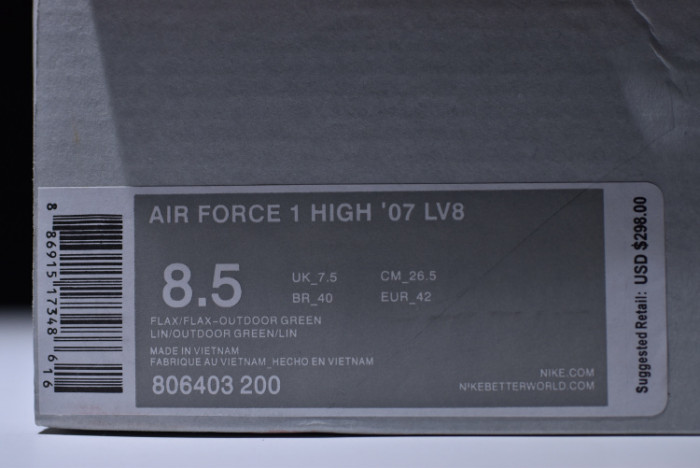 AIR FORCE 1 HIGH '07 LV8
8.5
UK_7.5 CM_26.5
BR_40 EUR_42
FLAX/FLAX-OUTDOOR GREEN
LIN/OUTDOOR GREEN/LIN
MADE IN VIETNAM
FABRIQUE AU VIETNAM_HECHO EN VIETNAM
806403 200
NIKE.COM
N*KEBETTERWORLD.COM
8 86915 17348 6 16
Suggested Retail: USD $298.00